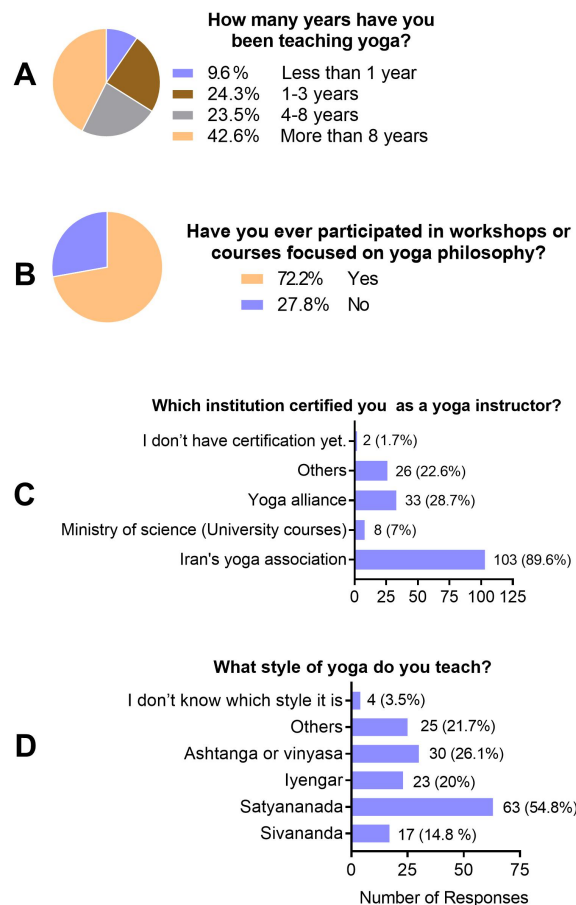 How many years have you
been teaching yoga?
A
9.6% Less than 1 year
24.3% 1-3 years
23.5% 4-8 years
42.6% More than 8 years
Have you ever participated in workshops or
courses focused on yoga philosophy?
B
72.2% Yes
27.8% No
Which institution certified you as a yoga instructor?
C
I don't have certification yet. 2 (1.7%)
Others 26 (22.6%)
Yoga alliance 33 (28.7%)
Ministry of science (University courses) 8 (7%)
Iran's yoga association 103 (89.6%)
0 25 50 75 100 125
What style of yoga do you teach?
D
I don't know which style it is 4 (3.5%)
Others 25 (21.7%)
Ashtanga or vinyasa 30 (26.1%)
Iyengar 23 (20%)
Satyananada 63 (54.8%)
Sivananda 17 (14.8 %)
0 25 50 75
Number of Responses